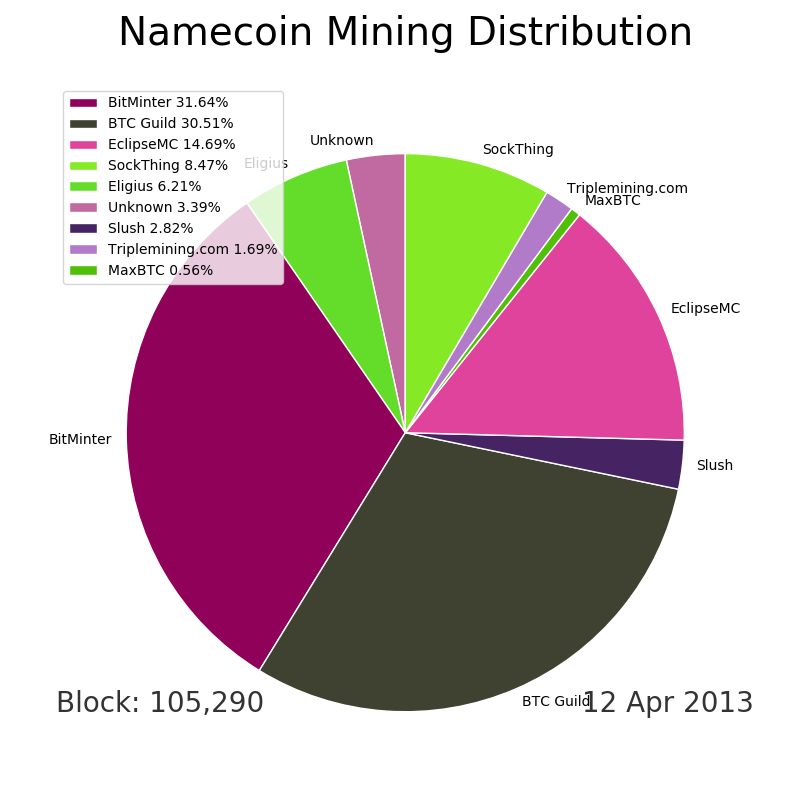 Namecoin Mining Distribution
BitMinter 31.64%
BTC Guild 30.51%
EclipseMC 14.69%
SockThing 8.47%
Eligius 6.21%
Unknown 3.39%
Slush 2.82%
Triplemining.com 1.69%
MaxBTC 0.56%
Unknown
SockThing
Eligius
Triplemining.com
MaxBTC
EclipseMC
BitMinter
Slush
BTC Guild
Block: 105,290
12 Apr 2013